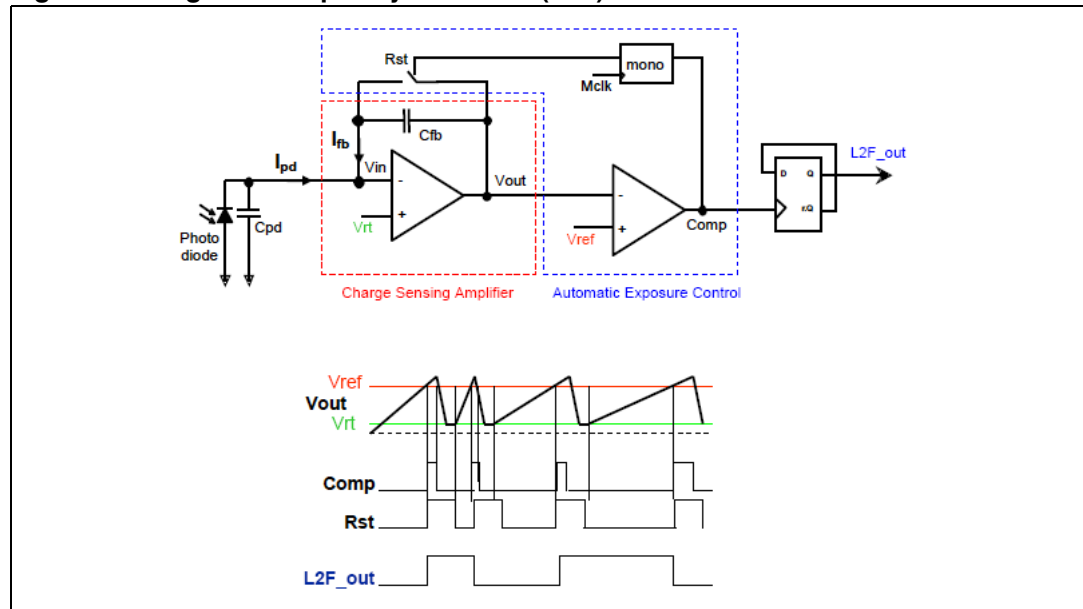 Rst
mono
Mclk
Cfb
Ifb
Ipd
Vin
L2F_out
D Q
Vout
-
-
+
+
Comp
Cpd
Vrt
Vref
Photo
diode
Charge Sensing Amplifier
Automatic Exposure Control
Vref
Vout
Vrt
Comp
Rst
L2F_out